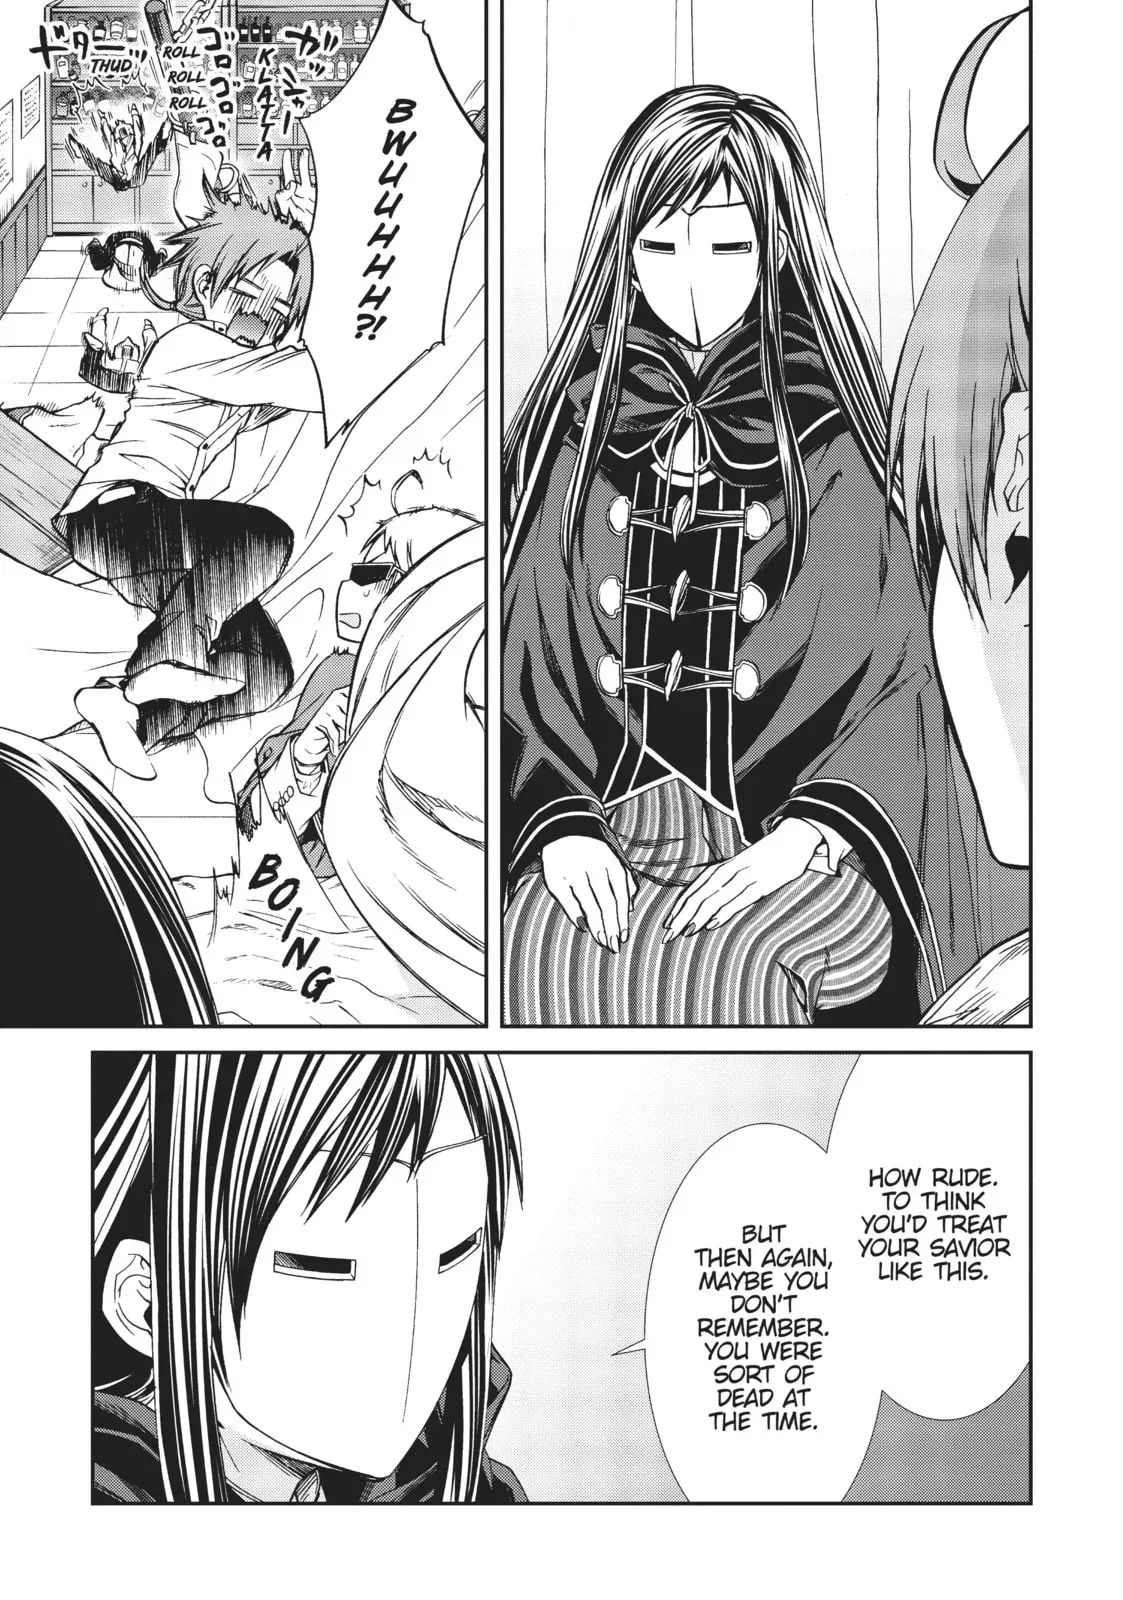 BWUUHHH?!
ガシャーッ
KLATTA
ゴロゴロゴロ
ROLL
ROLL
ROLL
ドターッ
THUD
BOING
HOW RUDE.
TO THINK
YOU'D TREAT
YOUR SAVIOR
LIKE THIS.
BUT
THEN AGAIN,
MAYBE YOU
DON'T
REMEMBER.
YOU WERE
SORT OF
DEAD AT
THE TIME.